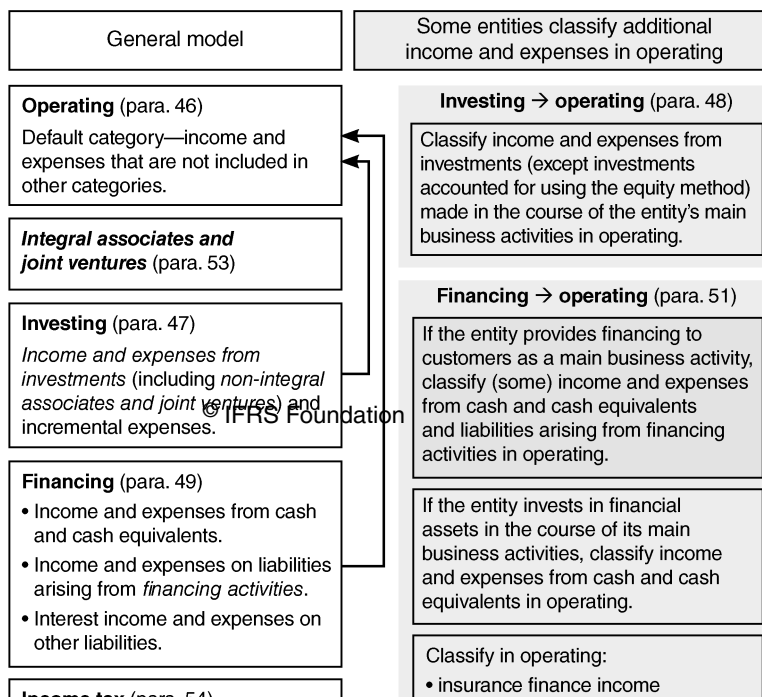 General model
Some entities classify additional
income and expenses in operating
Operating (para. 46)
Default category—income and
expenses that are not included in
other categories.
Integral associates and
joint ventures (para. 53)
Investing (para. 47)
Income and expenses from
investments (including non-integral
associates and joint ventures) and
incremental expenses.
© IFRS Foundation
Financing (para. 49)
• Income and expenses from cash
and cash equivalents.
• Income and expenses on liabilities
arising from financing activities.
• Interest income and expenses on
other liabilities.
Income tax (para. 54)
Investing → operating (para. 48)
Classify income and expenses from
investments (except investments
accounted for using the equity method)
made in the course of the entity's main
business activities in operating.
Financing → operating (para. 51)
If the entity provides financing to
customers as a main business activity,
classify (some) income and expenses
from cash and cash equivalents
and liabilities arising from financing
activities in operating.
If the entity invests in financial
assets in the course of its main
business activities, classify income
and expenses from cash and cash
equivalents in operating.
Classify in operating:
• insurance finance income